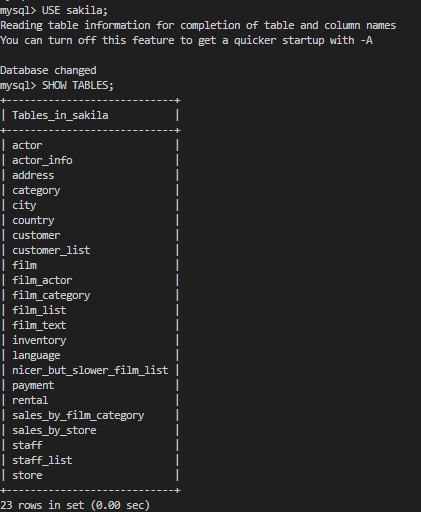 mysql> USE sakila;
Reading table information for completion of table and column names
You can turn off this feature to get a quicker startup with -A

Database changed
mysql> SHOW TABLES;
+----------------------------+
| Tables_in_sakila           |
+----------------------------+
| actor                      |
| actor_info                 |
| address                    |
| category                   |
| city                       |
| country                    |
| customer                   |
| customer_list              |
| film                       |
| film_actor                 |
| film_category              |
| film_list                  |
| film_text                  |
| inventory                  |
| language                   |
| nicer_but_slower_film_list |
| payment                    |
| rental                     |
| sales_by_film_category     |
| sales_by_store             |
| staff                      |
| staff_list                 |
| store                      |
+----------------------------+
23 rows in set (0.00 sec)